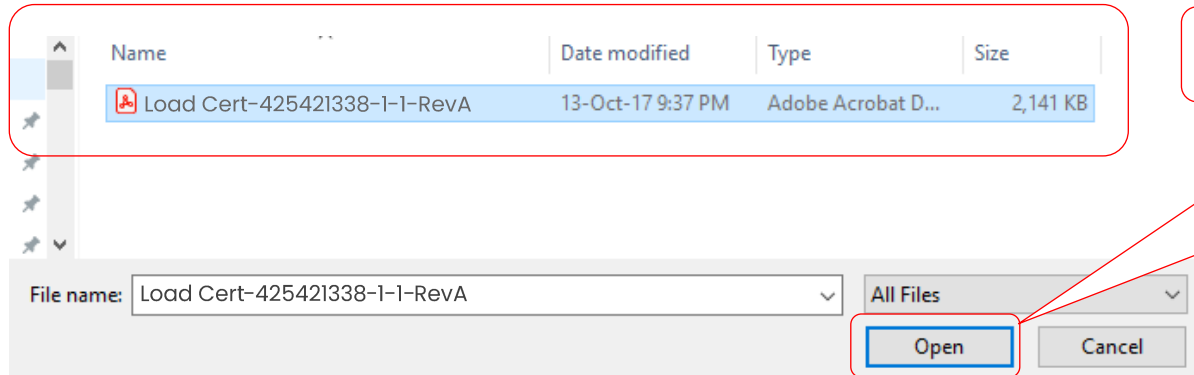 Name Date modified Type Size
Load Cert-425421338-1-1-RevA 13-Oct-17 9:37 PM Adobe Acrobat D... 2,141 KB
File name: Load Cert-425421338-1-1-RevA All Files
Open Cancel